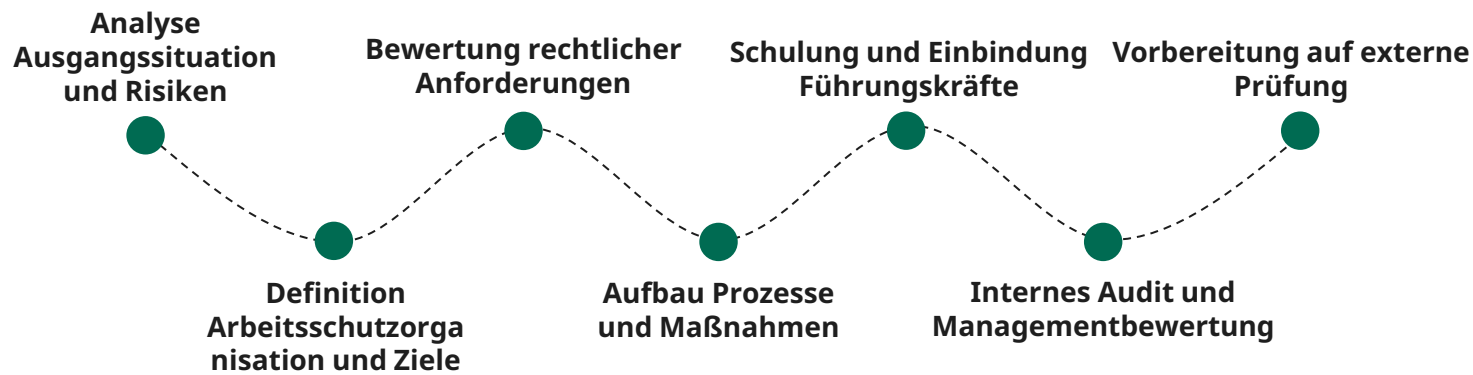 Analyse
Ausgangssituation
und Risiken
Definition
Arbeitsschutzorga
nisation und Ziele
Bewertung rechtlicher
Anforderungen
Aufbau Prozesse
und Maßnahmen
Schulung und Einbindung
Führungskräfte
Internes Audit und
Managementbewertung
Vorbereitung auf externe
Prüfung